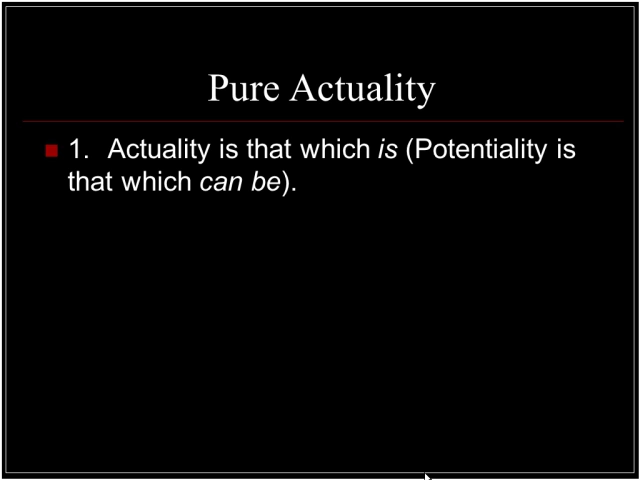 Pure Actuality
1. Actuality is that which is (Potentiality is
that which can be).